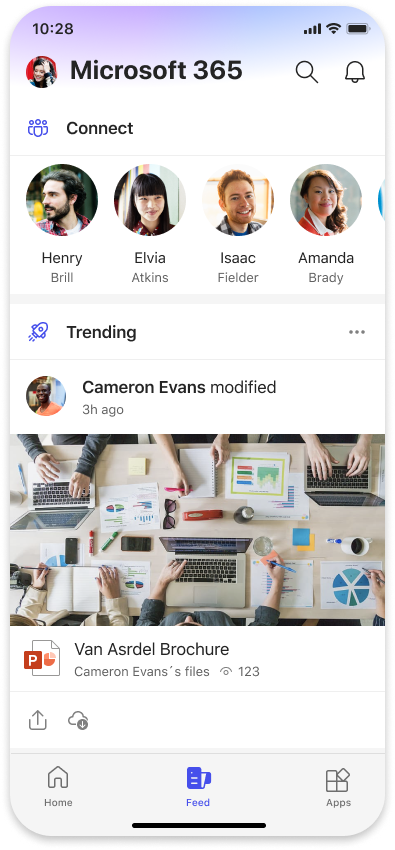 10:28
Microsoft 365
Connect
Henry Elvia Isaac Amanda
Brill Atkins Fielder Brady
Trending
Cameron Evans modified
3h ago
P
Van Asrdel Brochure
Cameron Evans´s files 123
Home Feed Apps